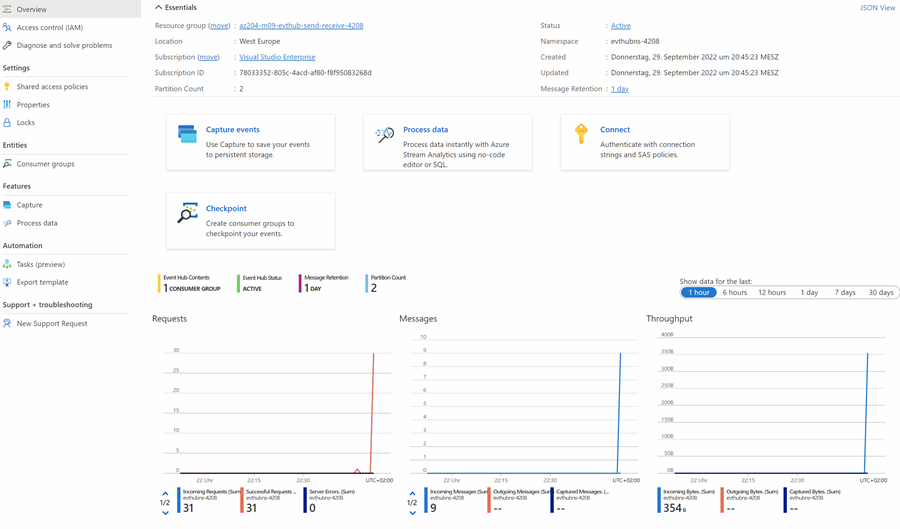 Overview
Access control (IAM)
Diagnose and solve problems
Settings
Shared access policies
Properties
Locks
Entities
Consumer groups
Features
Capture
Process data
Automation
Tasks (preview)
Export template
Support + troubleshooting
New Support Request
Essentials
JSON View
Resource group (move) : az204-m09-evthub-send-receive-4208
Location : West Europe
Subscription (move) : Visual Studio Enterprise
Subscription ID : 78033352-805c-4acd-af80-f8f95083268d
Partition Count : 2
Status : Active
Namespace : evthubns-4208
Created : Donnerstag, 29. September 2022 um 20:45:23 MESZ
Updated : Donnerstag, 29. September 2022 um 20:45:23 MESZ
Message Retention : 1 day
Capture events
Use Capture to save your events
to persistent storage.
Process data
Process data instantly with Azure
Stream Analytics using no-code
editor or SQL.
Connect
Authenticate with connection
strings and SAS policies.
Checkpoint
Create consumer groups to
checkpoint your events.
Event Hub Contents
1 CONSUMER GROUP
Event Hub Status
ACTIVE
Message Retention
1 DAY
Partition Count
2
Show data for the last:
1 hour 6 hours 12 hours 1 day 7 days 30 days
Requests
30
25
20
15
10
5
0
22 Uhr 22:15 22:30 UTC+02:00
1/2
Incoming Requests (Sum)
evthubns-4208
31
Successful Requests ...
evthubns-4208
31
Server Errors. (Sum)
evthubns-4208
0
Messages
10
9
8
7
6
5
4
3
2
1
0
22 Uhr 22:15 22:30 UTC+02:00
1/2
Incoming Messages (Sum)
evthubns-4208
9
Outgoing Messages (Sum)
evthubns-4208
--
Captured Messages. (...
evthubns-4208
--
Throughput
400B
350B
300B
250B
200B
150B
100B
50B
0B
22 Uhr 22:15 22:30 UTC+02:00
Incoming Bytes. (Sum)
evthubns-4208
354 B
Outgoing Bytes. (Sum)
evthubns-4208
--
Captured Bytes. (Sum)
evthubns-4208
--